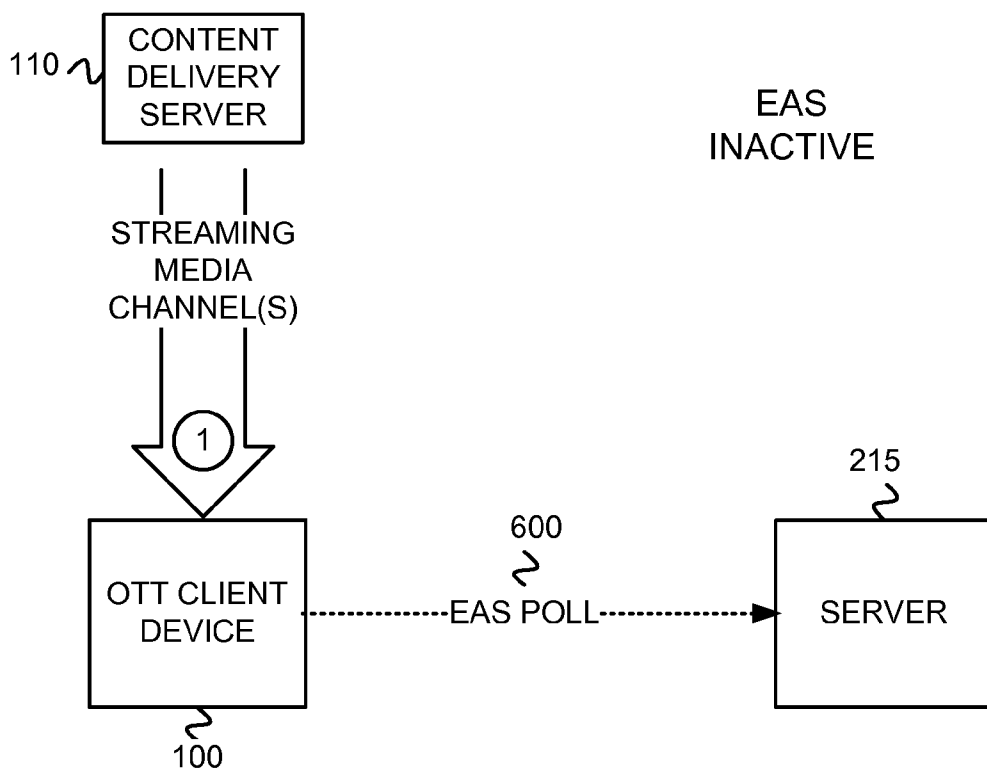 CONTENT
DELIVERY
SERVER
110
EAS
INACTIVE
STREAMING
MEDIA
CHANNEL(S)
1
215
600
OTT CLIENT
DEVICE
EAS POLL
SERVER
100